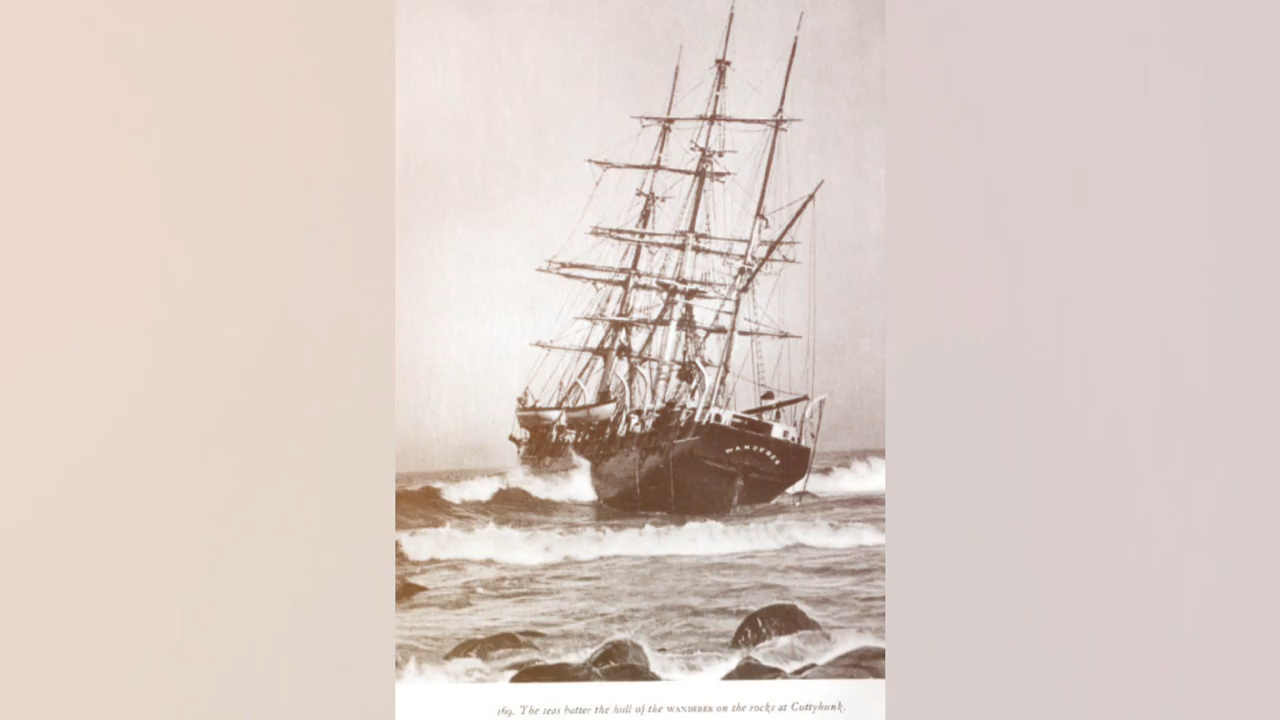 WANDERER
169. The seas batter the hull of the WANDERER on the rocks at Cuttyhunk.